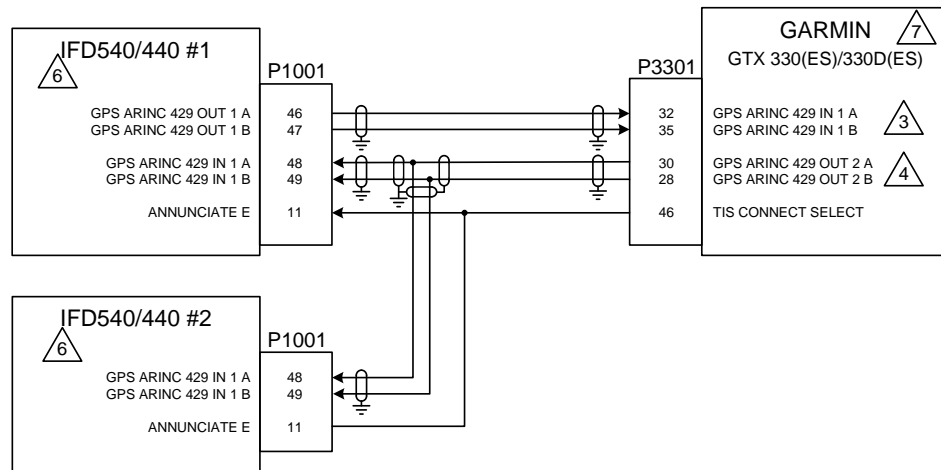 IFD540/440 #1
6
P1001
GPS ARINC 429 OUT 1 A 46
GPS ARINC 429 OUT 1 B 47
GPS ARINC 429 IN 1 A 48
GPS ARINC 429 IN 1 B 49
ANNUNCIATE E 11
GARMIN 7
GTX 330(ES)/330D(ES)
P3301
32 GPS ARINC 429 IN 1 A
35 GPS ARINC 429 IN 1 B
3
30 GPS ARINC 429 OUT 2 A
28 GPS ARINC 429 OUT 2 B
4
46 TIS CONNECT SELECT
IFD540/440 #2
6
P1001
GPS ARINC 429 IN 1 A 48
GPS ARINC 429 IN 1 B 49
ANNUNCIATE E 11